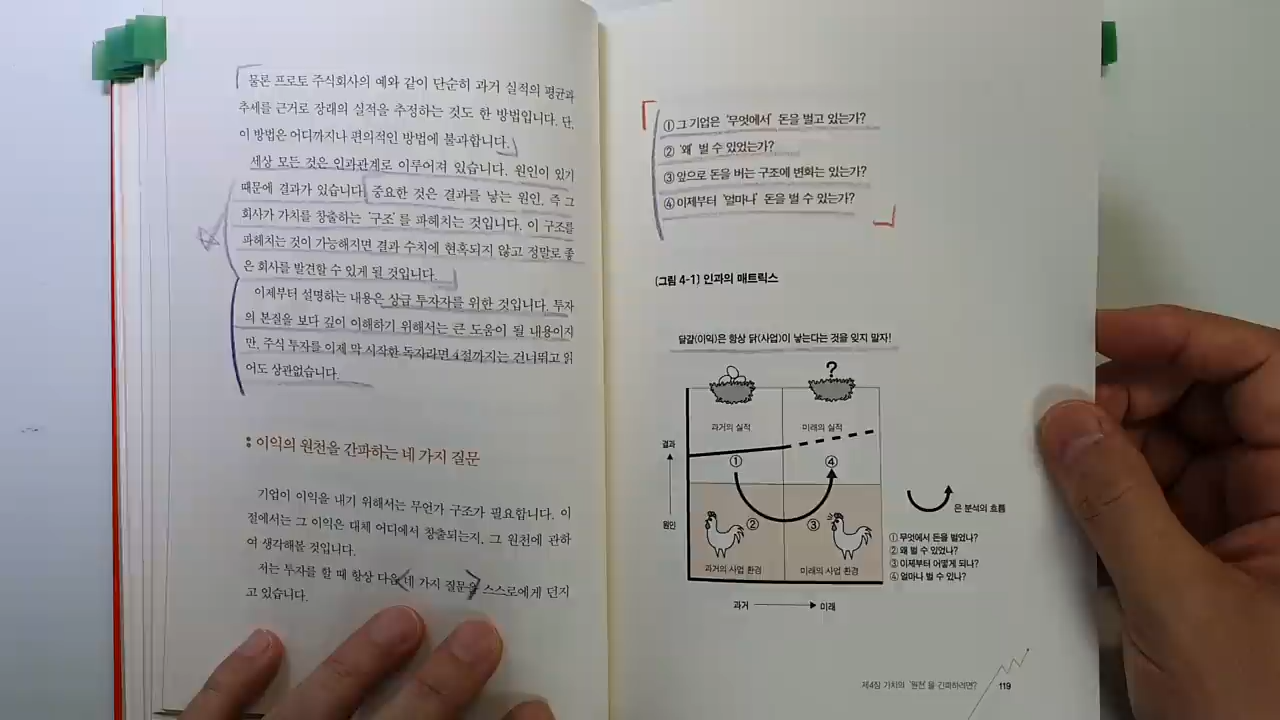 물론 프로토 주식회사의 예와 같이 단순히 과거 실적의 평균과
추세를 근거로 장래의 실적을 추정하는 것도 한 방법입니다. 단,
이 방법은 어디까지나 편의적인 방법에 불과합니다.
세상 모든 것은 인과관계로 이루어져 있습니다. 원인이 있기
때문에 결과가 있습니다. 중요한 것은 결과를 낳는 원인, 즉 그
회사가 가치를 창출하는 '구조'를 파헤치는 것입니다. 이 구조를
파헤치는 것이 가능해지면 결과 수치에 현혹되지 않고 정말로 좋
은 회사를 발견할 수 있게 될 것입니다.
이제부터 설명하는 내용은 상급 투자자를 위한 것입니다. 투자
의 본질을 보다 깊이 이해하기 위해서는 큰 도움이 될 내용이지
만, 주식 투자를 이제 막 시작한 독자라면 4절까지는 건너뛰고 읽
어도 상관없습니다.
이익의 원천을 간파하는 네 가지 질문
기업이 이익을 내기 위해서는 무언가 구조가 필요합니다. 이
절에서는 그 이익은 대체 어디에서 창출되는지, 그 원천에 관하
여 생각해볼 것입니다.
저는 투자를 할 때 항상 다음 네 가지 질문을 스스로에게 던지
고 있습니다.
① 그 기업은 '무엇에서' 돈을 벌고 있는가?
② '왜' 벌 수 있었는가?
③ 앞으로 돈을 버는 구조에 변화는 있는가?
④ 이제부터 '얼마나' 돈을 벌 수 있는가?
(그림 4-1) 인과의 매트릭스
달걀(이익)은 항상 닭(사업)이 낳는다는 것을 잊지 말자!
?
과거의 실적
미래의 실적
결과
① ④
원인
② ③
과거의 사업 환경
미래의 사업 환경
과거 미래
은 분석의 흐름
① 무엇에서 돈을 벌었나?
② 왜 벌 수 있었나?
③ 이제부터 어떻게 되나?
④ 얼마나 벌 수 있나?
제4장 가치의 '원천'을 간파하려면? 119